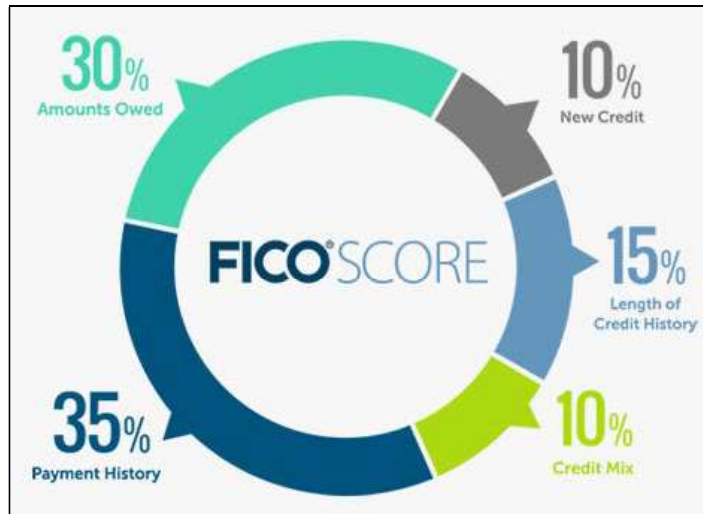 30%
Amounts Owed
10%
New Credit
FICO® SCORE
15%
Length of
Credit History
35%
Payment History
10%
Credit Mix